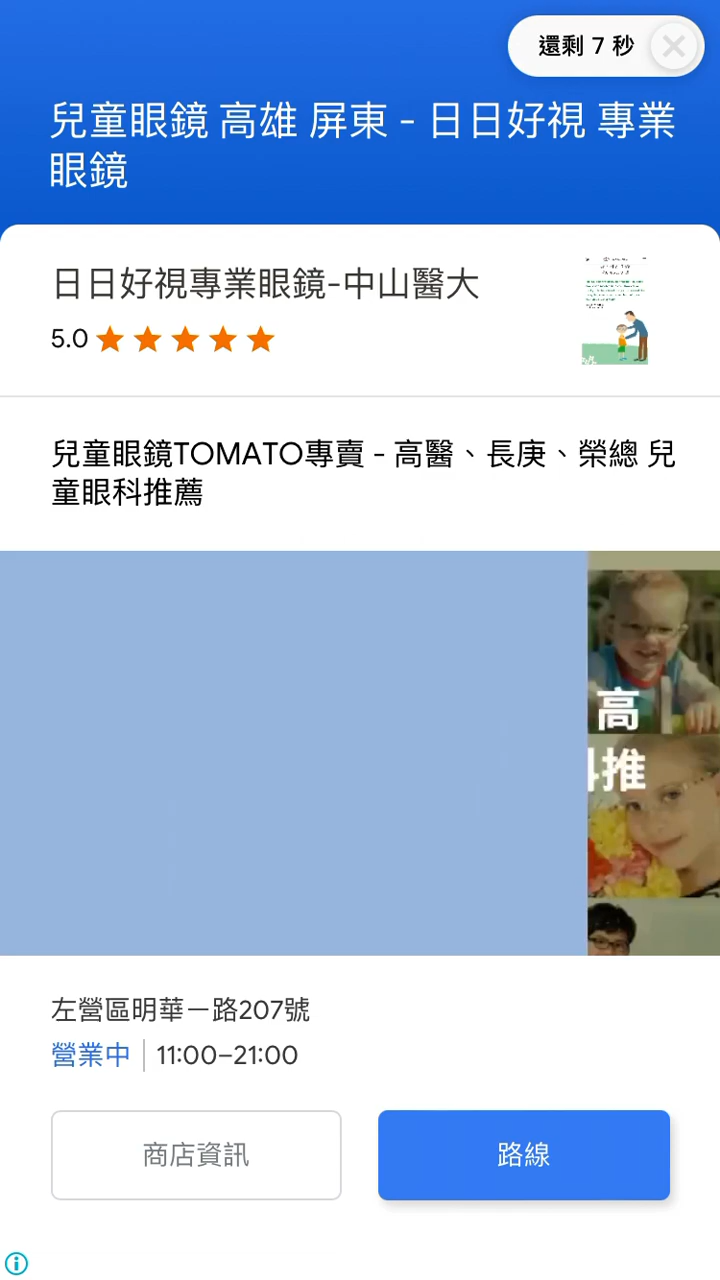 還剩 7 秒
兒童眼鏡 高雄 屏東 - 日日好視 專業
眼鏡
日日好視專業眼鏡-中山醫大
5.0
兒童眼鏡TOMATO專賣 - 高醫、長庚、榮總 兒
童眼科推薦
高
科推
左營區明華一路207號
營業中 11:00–21:00
商店資訊
路線